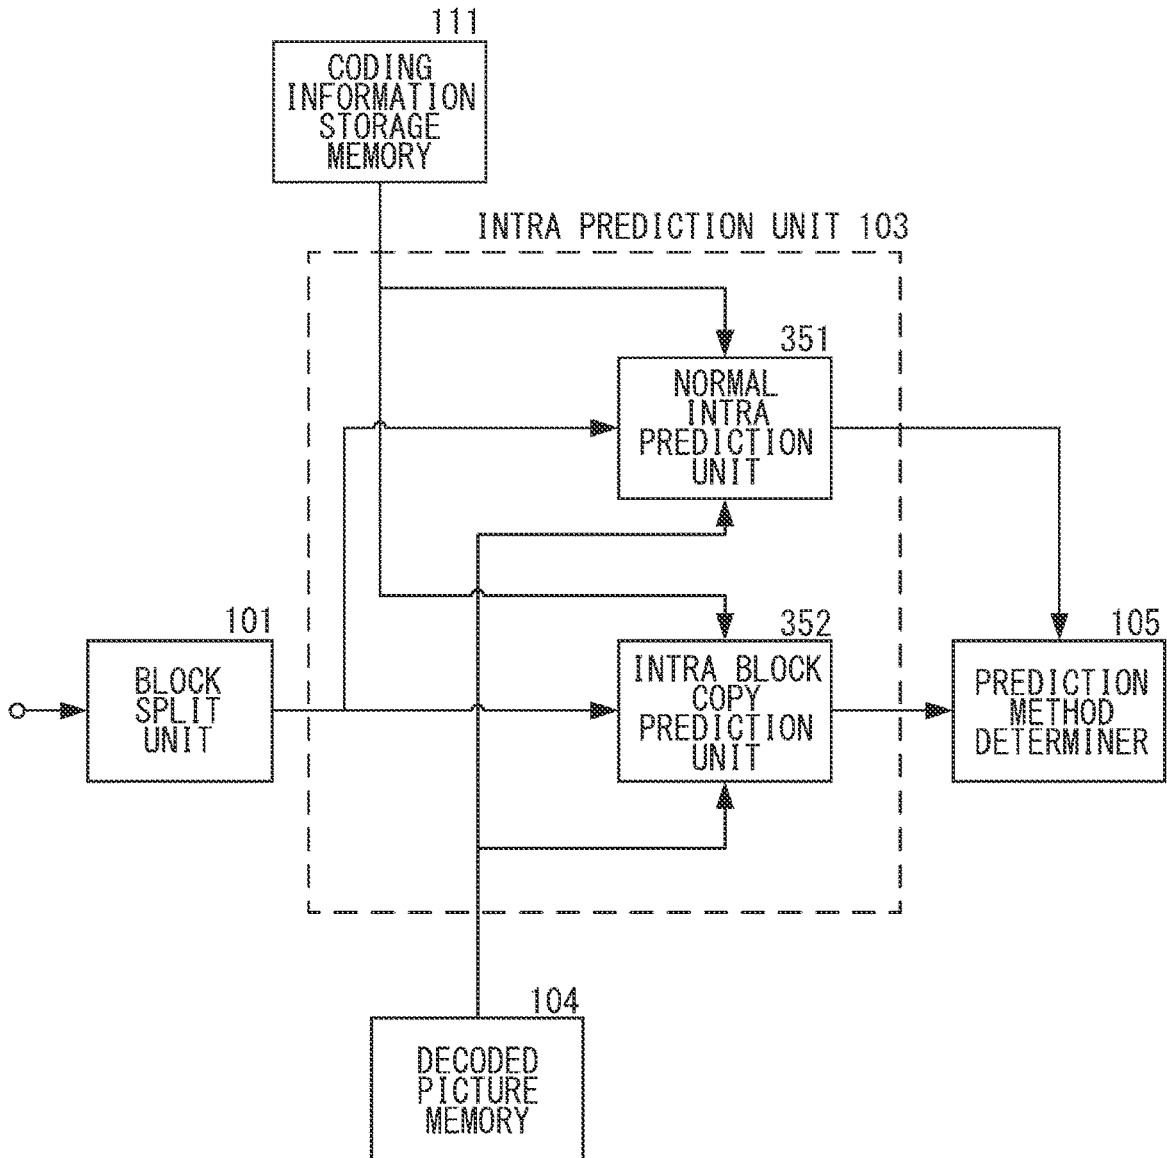 111
CODING
INFORMATION
STORAGE
MEMORY
INTRA PREDICTION UNIT 103
351
NORMAL
INTRA
PREDICTION
UNIT
101
BLOCK
SPLIT
UNIT
352
INTRA BLOCK
COPY
PREDICTION
UNIT
105
PREDICTION
METHOD
DETERMINER
104
DECODED
PICTURE
MEMORY